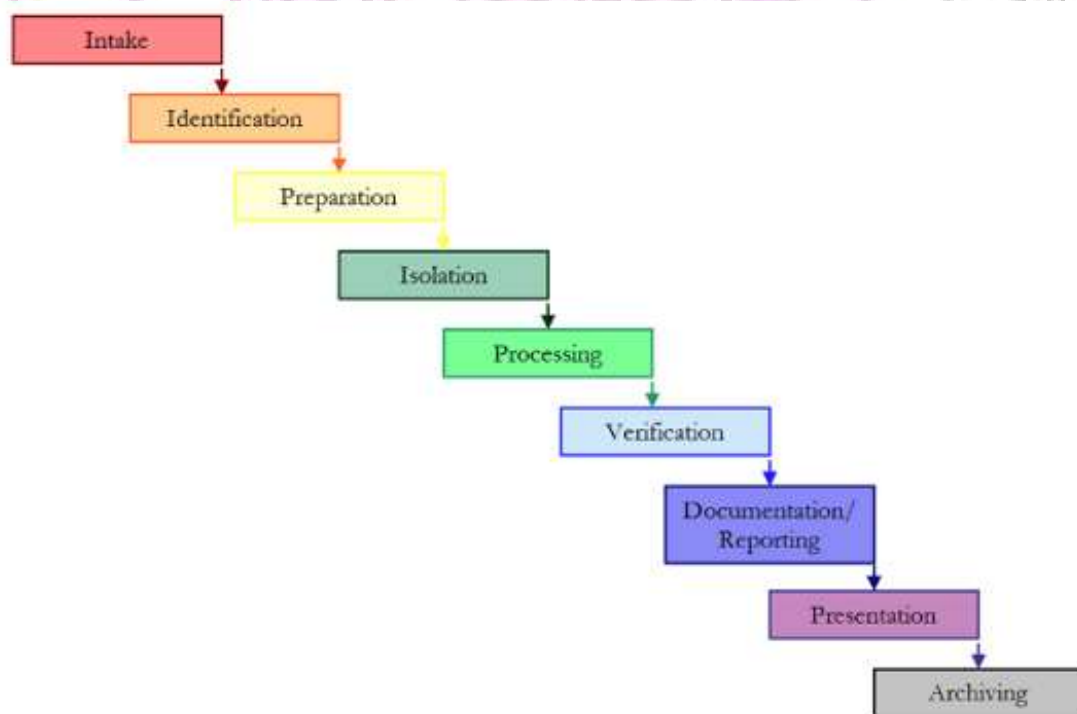 Intake
Identification
Preparation
Isolation
Processing
Verification
Documentation/
Reporting
Presentation
Archiving